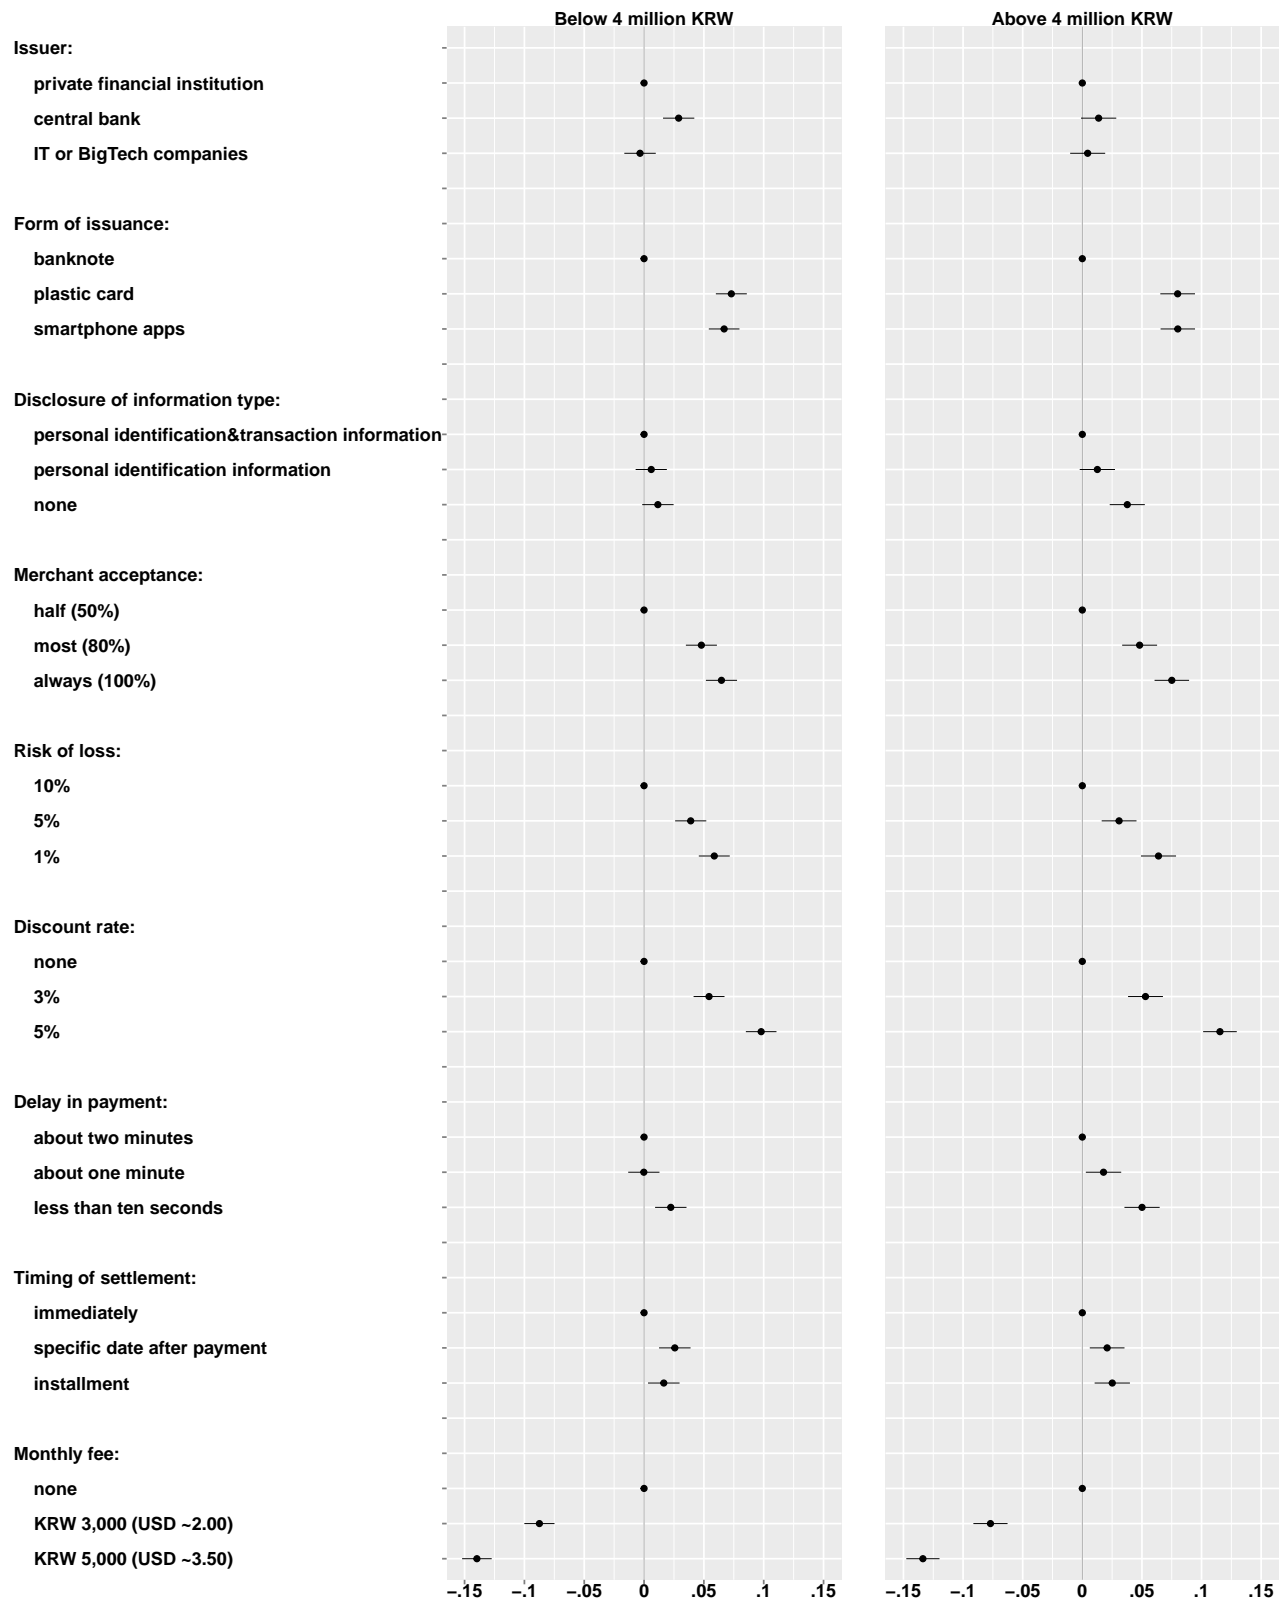 Below 4 million KRW
Above 4 million KRW
Issuer:
private financial institution
central bank
IT or BigTech companies
Form of issuance:
banknote
plastic card
smartphone apps
Disclosure of information type:
personal identification&transaction information
personal identification information
none
Merchant acceptance:
half (50%)
most (80%)
always (100%)
Risk of loss:
10%
5%
1%
Discount rate:
none
3%
5%
Delay in payment:
about two minutes
about one minute
less than ten seconds
Timing of settlement:
immediately
specific date after payment
installment
Monthly fee:
none
KRW 3,000 (USD ~2.00)
KRW 5,000 (USD ~3.50)
−.15 −.1 −.05 0 .05 .1 .15
−.15 −.1 −.05 0 .05 .1 .15